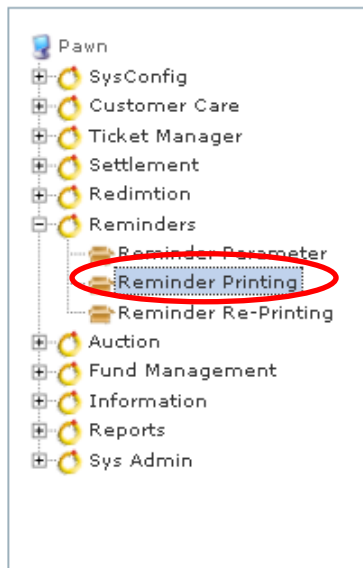 Pawn
SysConfig
Customer Care
Ticket Manager
Settlement
Redimtion
Reminders
Reminder Parameter
Reminder Printing
Reminder Re-Printing
Auction
Fund Management
Information
Reports
Sys Admin